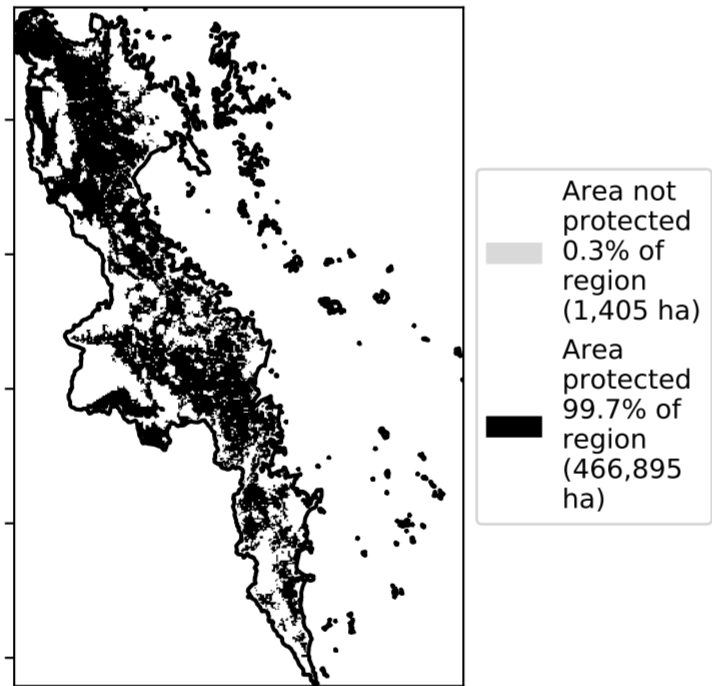 Area not
protected
0.3% of
region
(1,405 ha)
Area
protected
99.7% of
region
(466,895
ha)